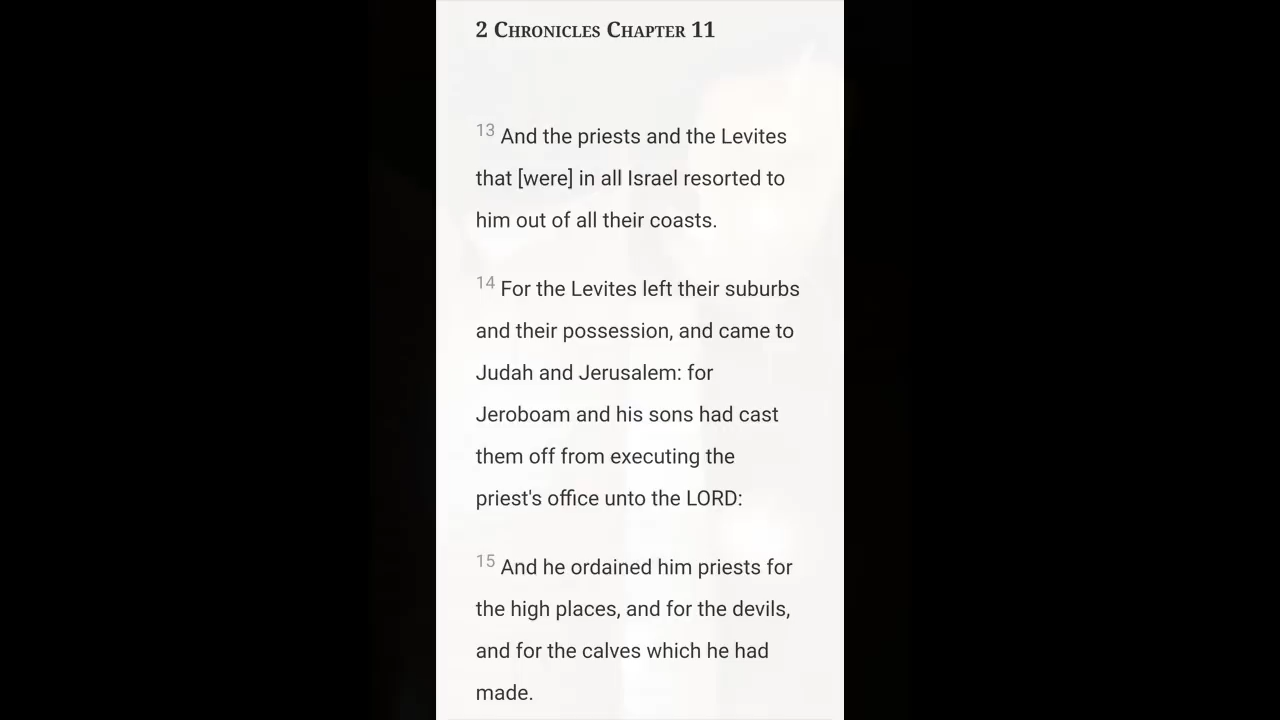 2 Chronicles Chapter 11
13 And the priests and the Levites
that [were] in all Israel resorted to
him out of all their coasts.
14 For the Levites left their suburbs
and their possession, and came to
Judah and Jerusalem: for
Jeroboam and his sons had cast
them off from executing the
priest's office unto the LORD:
15 And he ordained him priests for
the high places, and for the devils,
and for the calves which he had
made.